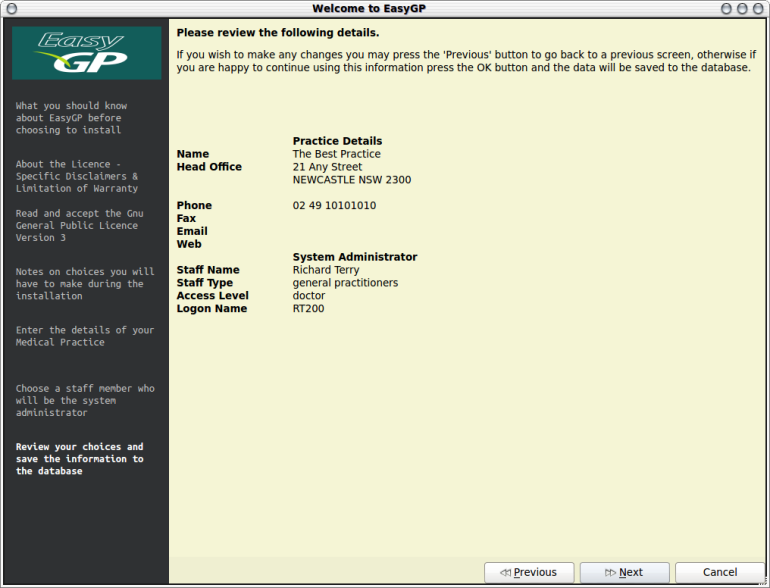 Welcome to EasyGP
Easy
GP
What you should know
about EasyGP before
choosing to install
About the Licence -
Specific Disclaimers &
Limitation of Warranty
Read and accept the Gnu
General Public Licence
Version 3
Notes on choices you will
have to make during the
installation
Enter the details of your
Medical Practice
Choose a staff member who
will be the system
administrator
Review your choices and
save the information to
the database
Please review the following details.
If you wish to make any changes you may press the 'Previous' button to go back to a previous screen, otherwise if
you are happy to continue using this information press the OK button and the data will be saved to the database.
Practice Details
Name The Best Practice
Head Office 21 Any Street
NEWCASTLE NSW 2300
Phone 02 49 10101010
Fax
Email
Web
System Administrator
Staff Name Richard Terry
Staff Type general practitioners
Access Level doctor
Logon Name RT200
Previous Next Cancel